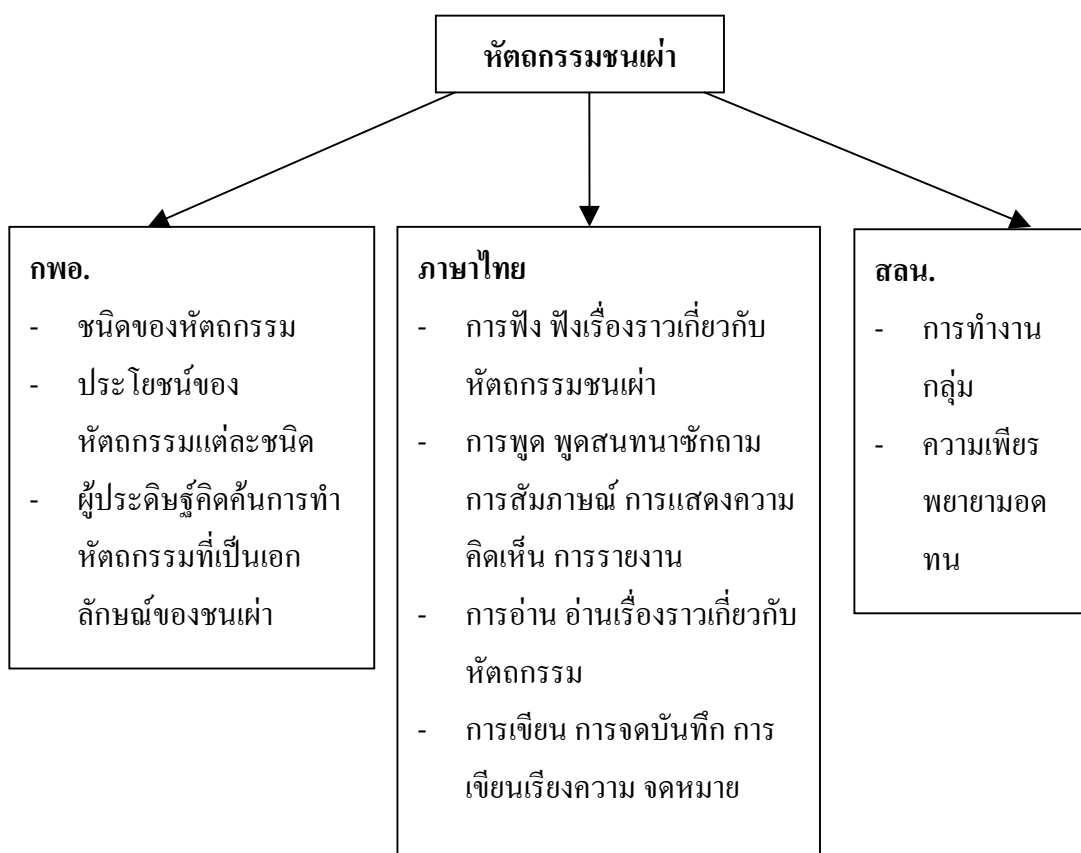 หัตถกรรมชนเผ่า
กพอ.
- ชนิดของหัตถกรรม
- ประโยชน์ของ
หัตถกรรมแต่ละชนิด
- ผู้ประดิษฐ์คิดค้นการทำ
หัตถกรรมที่เป็นเอก
ลักษณ์ของชนเผ่า
ภาษาไทย
- การฟัง ฟังเรื่องราวเกี่ยวกับ
หัตถกรรมชนเผ่า
- การพูด พูดสนทนาซักถาม
การสัมภาษณ์ การแสดงความ
คิดเห็น การรายงาน
- การอ่าน อ่านเรื่องราวเกี่ยวกับ
หัตถกรรม
- การเขียน การจดบันทึก การ
เขียนเรียงความ จดหมาย
สลน.
- การทำงาน
กลุ่ม
- ความเพียร
พยายามอด
ทน